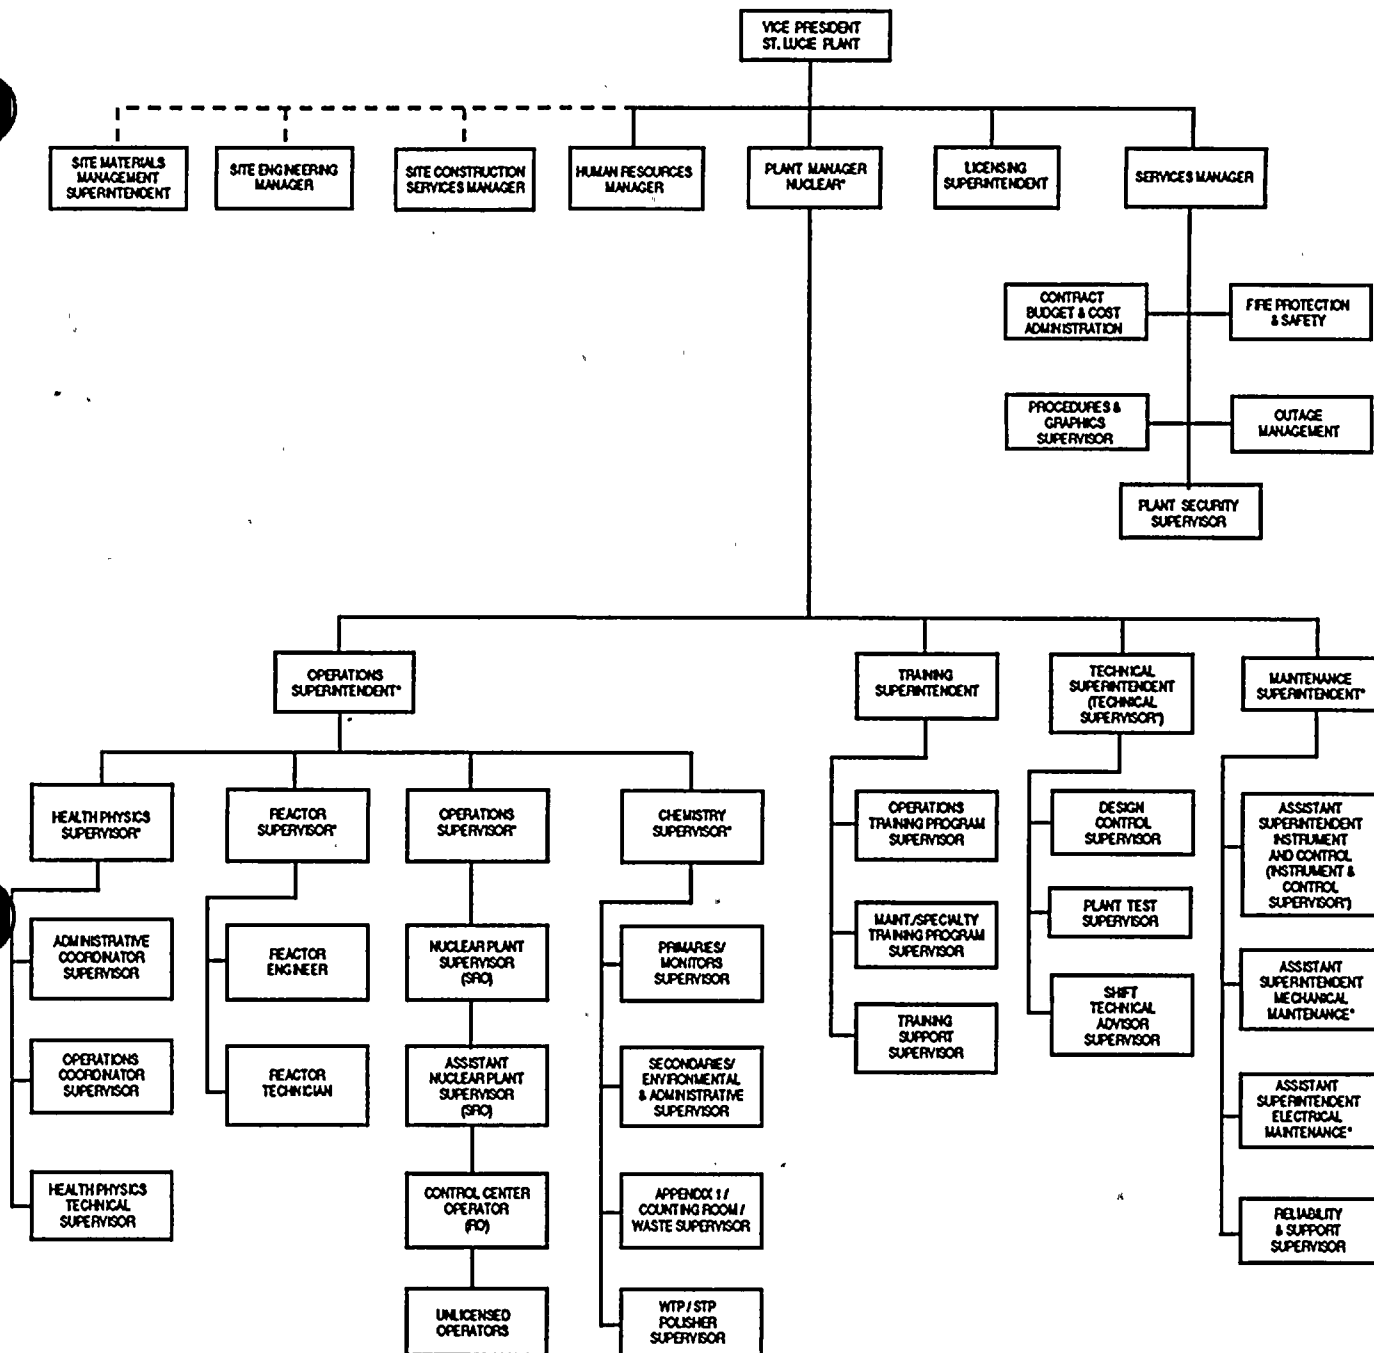 VICE PRESIDENT
ST. LUCIE PLANT
SITE MATERIALS
MANAGEMENT
SUPERINTENDENT
SITE ENGINEERING
MANAGER
SITE CONSTRUCTION
SERVICES MANAGER
HUMAN RESOURCES
MANAGER
PLANT MANAGER
NUCLEAR*
LICENSING
SUPERINTENDENT
SERVICES MANAGER
CONTRACT
BUDGET & COST
ADMINISTRATION
FIRE PROTECTION
& SAFETY
PROCEDURES &
GRAPHICS
SUPERVISOR
OUTAGE
MANAGEMENT
PLANT SECURITY
SUPERVISOR
OPERATIONS
SUPERINTENDENT*
TRAINING
SUPERINTENDENT
TECHNICAL
SUPERINTENDENT
(TECHNICAL
SUPERVISOR*)
MAINTENANCE
SUPERINTENDENT*
HEALTH PHYSICS
SUPERVISOR*
REACTOR
SUPERVISOR*
OPERATIONS
SUPERVISOR*
CHEMISTRY
SUPERVISOR*
OPERATIONS
TRAINING PROGRAM
SUPERVISOR
DESIGN
CONTROL
SUPERVISOR
ASSISTANT
SUPERINTENDENT
INSTRUMENT
AND CONTROL
(INSTRUMENT &
CONTROL
SUPERVISOR*)
ADMINISTRATIVE
COORDINATOR
SUPERVISOR
REACTOR
ENGINEER
NUCLEAR PLANT
SUPERVISOR
(SRO)
PRIMARIES/
MONITORS
SUPERVISOR
MAINT./SPECIALTY
TRAINING PROGRAM
SUPERVISOR
PLANT TEST
SUPERVISOR
ASSISTANT
SUPERINTENDENT
MECHANICAL
MAINTENANCE*
OPERATIONS
COORDINATOR
SUPERVISOR
REACTOR
TECHNICIAN
ASSISTANT
NUCLEAR PLANT
SUPERVISOR
(SRO)
SECONDARIES/
ENVIRONMENTAL
& ADMINISTRATIVE
SUPERVISOR
TRAINING
SUPPORT
SUPERVISOR
SHIFT
TECHNICAL
ADVISOR
SUPERVISOR
ASSISTANT
SUPERINTENDENT
ELECTRICAL
MAINTENANCE*
HEALTH PHYSICS
TECHNICAL
SUPERVISOR
CONTROL CENTER
OPERATOR
(RO)
APPENDIX 1 /
COUNTING ROOM /
WASTE SUPERVISOR
RELIABILITY
& SUPPORT
SUPERVISOR
UNLICENSED
OPERATORS
WTP / STP
POLISHER
SUPERVISOR